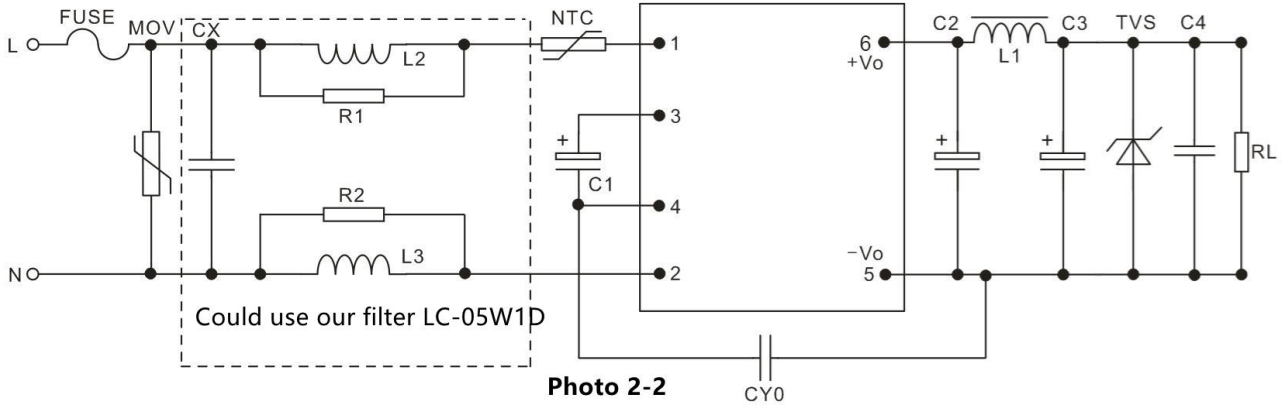 FUSE
L
MOV
CX
L2
R1
NTC
1
3
+
C1
4
R2
L3
N
2
Could use our filter LC-05W1D
6
+Vo
−Vo
5
C2
L1
C3
TVS
C4
+
+
RL
CY0
Photo 2-2